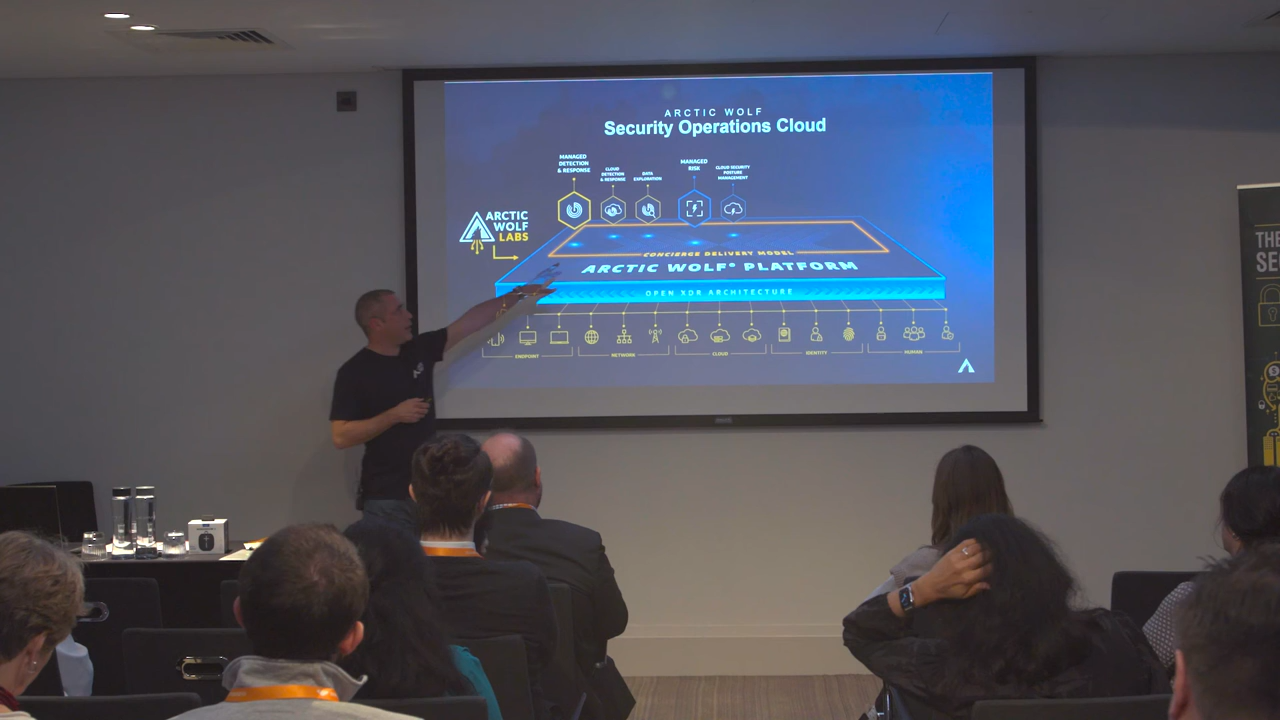 ARCTIC WOLF
Security Operations Cloud
MANAGED
DETECTION
& RESPONSE
CLOUD
DETECTION
& RESPONSE
DATA
EXPLORATION
MANAGED
RISK
CLOUD SECURITY
POSTURE
MANAGEMENT
ARCTIC
WOLF
LABS
CONCIERGE DELIVERY MODEL
ARCTIC WOLF® PLATFORM
OPEN XDR ARCHITECTURE
ENDPOINT
NETWORK
CLOUD
IDENTITY
HUMAN
THE